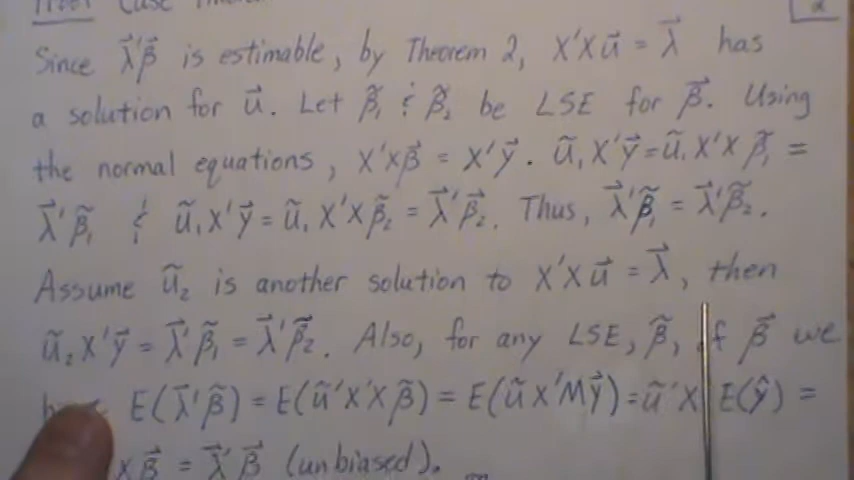 Since λ⃗'β⃗ is estimable, by Theorem 2, X'Xu⃗ = λ⃗ has
a solution for u⃗. Let β̃₁ & β̃₂ be LSE for β⃗. Using
the normal equations, X'Xβ⃗ = X'y⃗. ũ₁X'y⃗ = ũ₁X'Xβ̃₁ =
λ⃗'β̃₁ & ũ₁X'y⃗ = ũ₁X'Xβ̃₂ = λ⃗'β̃₂. Thus, λ⃗'β̃₁ = λ⃗'β̃₂.
Assume ũ₂ is another solution to X'Xu⃗ = λ⃗, then
ũ₂X'y⃗ = λ⃗'β̃₁ = λ⃗'β̃₂. Also, for any LSE, β̃, of β⃗ we
E(λ⃗'β̃) = E(ũ'X'Xβ̃) = E(ũX'My⃗) = ũ'X E(ŷ) =
Xβ⃗ = λ⃗'β⃗ (unbiased).